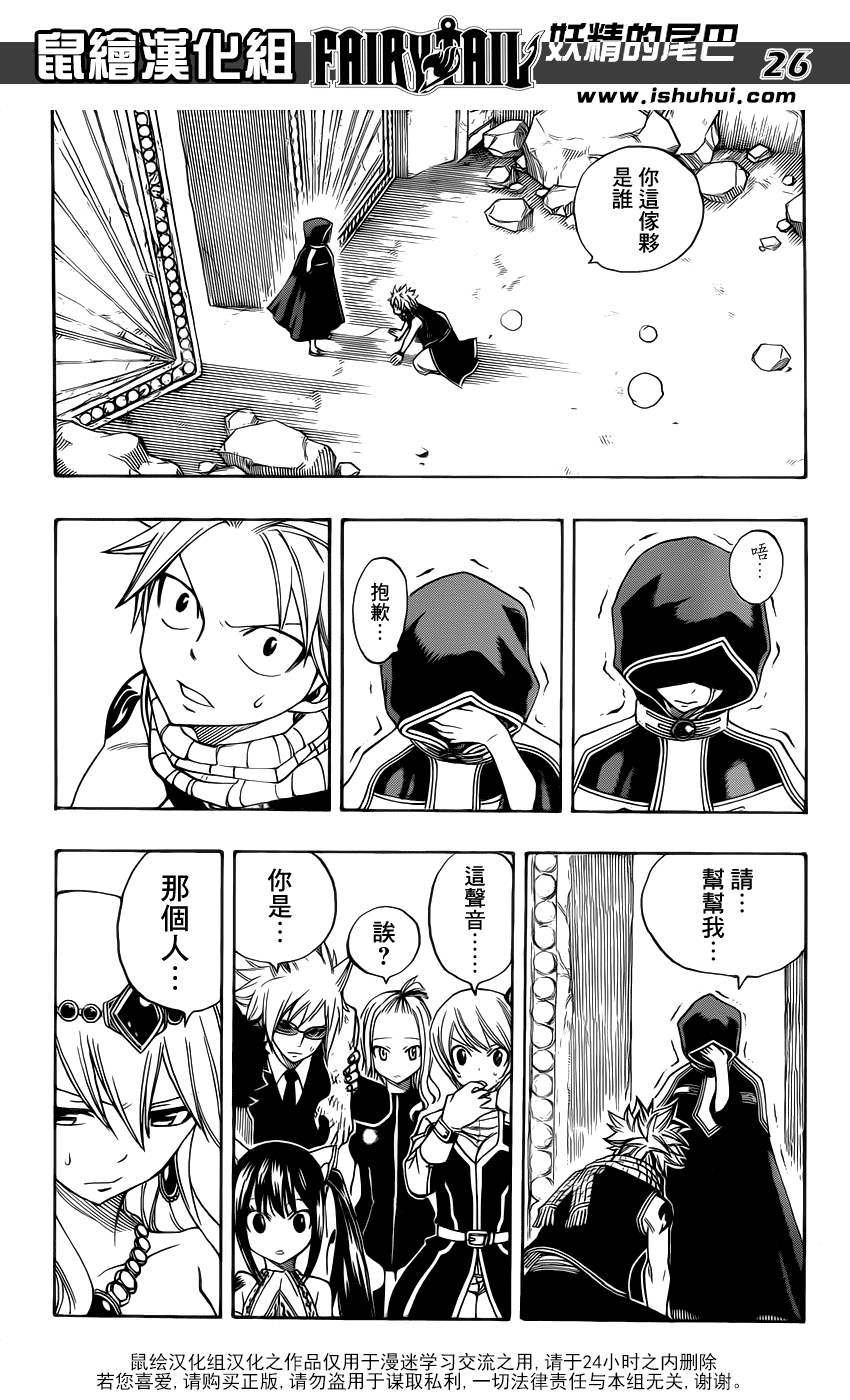 鼠繪漢化組
FAIRY TAIL
妖精的尾巴
26
www.ishuhui.com
你這傢夥
是誰
唔…
抱歉…
請…
幫幫我…
這聲音……
誒?
你是…
那個人…
鼠绘汉化组汉化之作品仅用于漫迷学习交流之用,请于24小时之内删除
若您喜爱,请购买正版,请勿盗用于谋取私利,一切法律责任与本组无关,谢谢。